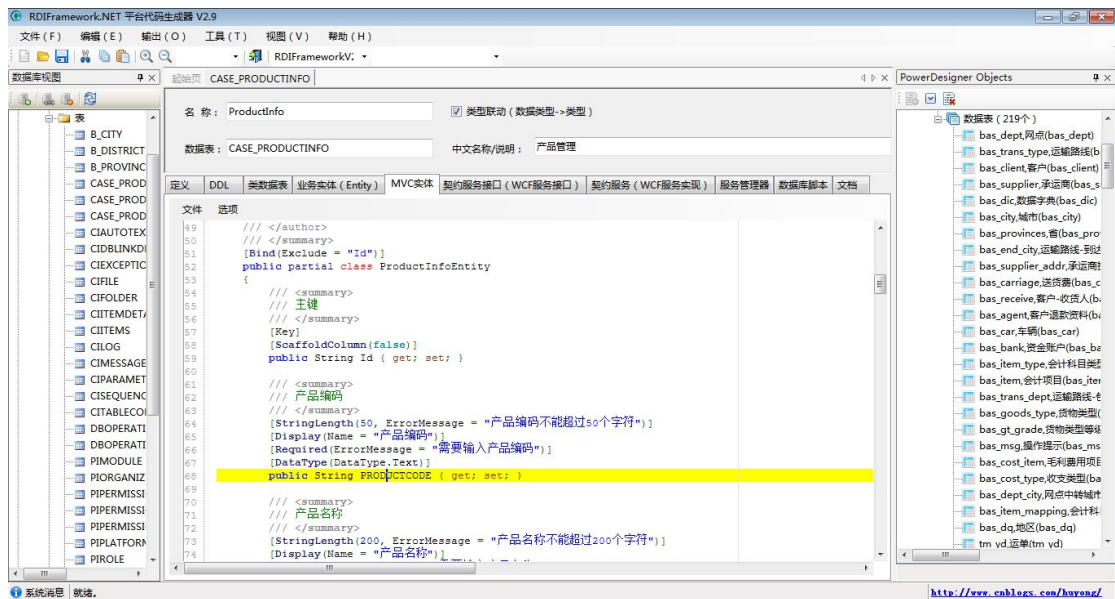 RDIFramework.NET 平台代码生成器 V2.9
文件(F) 编辑(E) 输出(O) 工具(T) 视图(V) 帮助(H)
RDIFrameworkV;
数据库视图
表
B_CITY
B_DISTRICT
B_PROVINC
CASE_PROD
CASE_PROD
CASE_PROD
CIAUTOTEX
CIDBLINKD
CIEXCEPTIC
CIFILE
CIFOLDER
CIITEMDET
CIITEMS
CILOG
CIMESSAGE
CIPARAMET
CISEQUENC
CITABLECO
DBOPERATI
DBOPERATI
PIMODULE
PIORGANIZ
PIPERMISSI
PIPERMISSI
PIPERMISSI
PIPLATFORM
PIROLE
起始页 CASE_PRODUCTINFO
名 称: ProductInfo
类型联动(数据类型->类型)
数据表: CASE_PRODUCTINFO
中文名称/说明: 产品管理
定义 DDL 类数据表 业务实体(Entity) MVC实体 契约服务接口(WCF服务接口) 契约服务(WCF服务实现) 服务管理器 数据库脚本 文档
文件 选项
49 /// </author>
50 /// </summary>
51 [Bind(Exclude = "Id")]
52 public partial class ProductInfoEntity
53 {
54 /// <summary>
55 /// 主键
56 /// </summary>
57 [Key]
58 [ScaffoldColumn(false)]
59 public String Id { get; set; }
60
61 /// <summary>
62 /// 产品编码
63 /// </summary>
64 [StringLength(50, ErrorMessage = "产品编码不能超过50个字符")]
65 [Display(Name = "产品编码")]
66 [Required(ErrorMessage = "需要输入产品编码")]
67 [DataType(DataType.Text)]
68 public String PRODUCTCODE { get; set; }
69
70 /// <summary>
71 /// 产品名称
72 /// </summary>
73 [StringLength(200, ErrorMessage = "产品名称不能超过200个字符")]
74 [Display(Name = "产品名称")]
PowerDesigner Objects
数据表(219个)
bas_dept,网点(bas_dept)
bas_trans_type,运输路线(b
bas_client,客户(bas_client)
bas_supplier,承运商(bas_s
bas_dic,数据字典(bas_dic)
bas_city,城市(bas_city)
bas_provinces,省(bas_pro
bas_end_city,运输路线-到达
bas_supplier_addr,承运商
bas_carriage,送货费(bas_c
bas_receive,客户-收货人(b
bas_agent,客户退款资料(ba
bas_car,车辆(bas_car)
bas_bank,资金账户(bas_ba
bas_item_type,会计科目类
bas_item,会计项目(bas_iter
bas_trans_dept,运输路线-
bas_goods_type,货物类型(
bas_gt_grade,货物类型等级
bas_msg,操作提示(bas_ms
bas_cost_item,毛利费用项目
bas_cost_type,收支类型(ba
bas_dept_city,网点中转城市
bas_item_mapping,会计科
bas_dq,地区(bas_dq)
tm_yd,运单(tm_yd)
系统消息 就绪。
http://www.cnblogs.com/huyong/